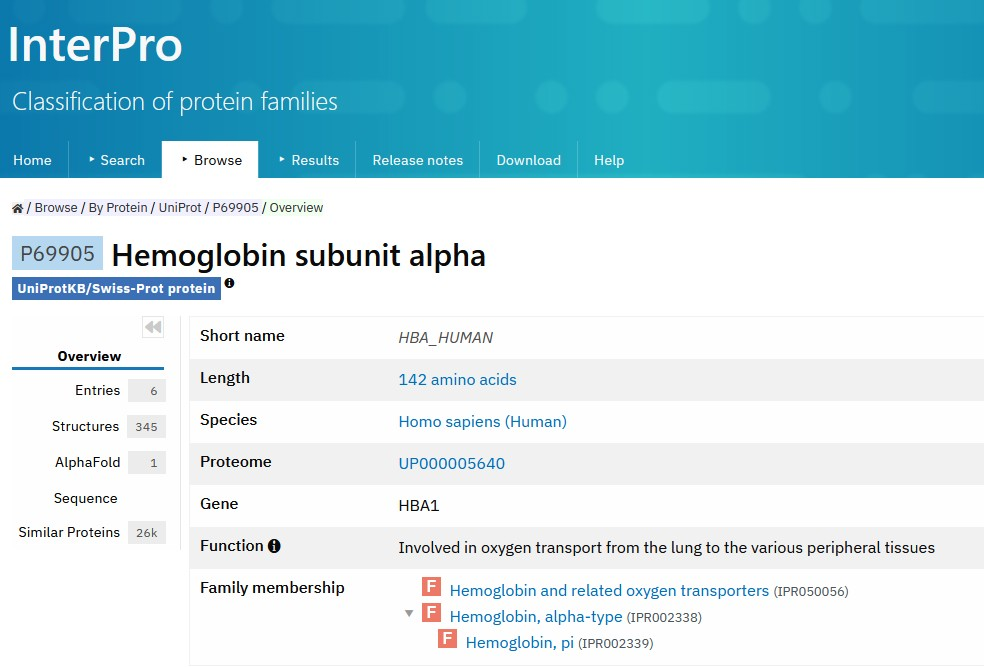 InterPro
Classification of protein families
Home ‣ Search ‣ Browse ‣ Results Release notes Download Help
/ Browse / By Protein / UniProt / P69905 / Overview
P69905 Hemoglobin subunit alpha
UniProtKB/Swiss-Prot protein
Overview
Entries 6
Structures 345
AlphaFold 1
Sequence
Similar Proteins 26k
Short name HBA_HUMAN
Length 142 amino acids
Species Homo sapiens (Human)
Proteome UP000005640
Gene HBA1
Function Involved in oxygen transport from the lung to the various peripheral tissues
Family membership F Hemoglobin and related oxygen transporters (IPR050056)
F Hemoglobin, alpha-type (IPR002338)
F Hemoglobin, pi (IPR002339)